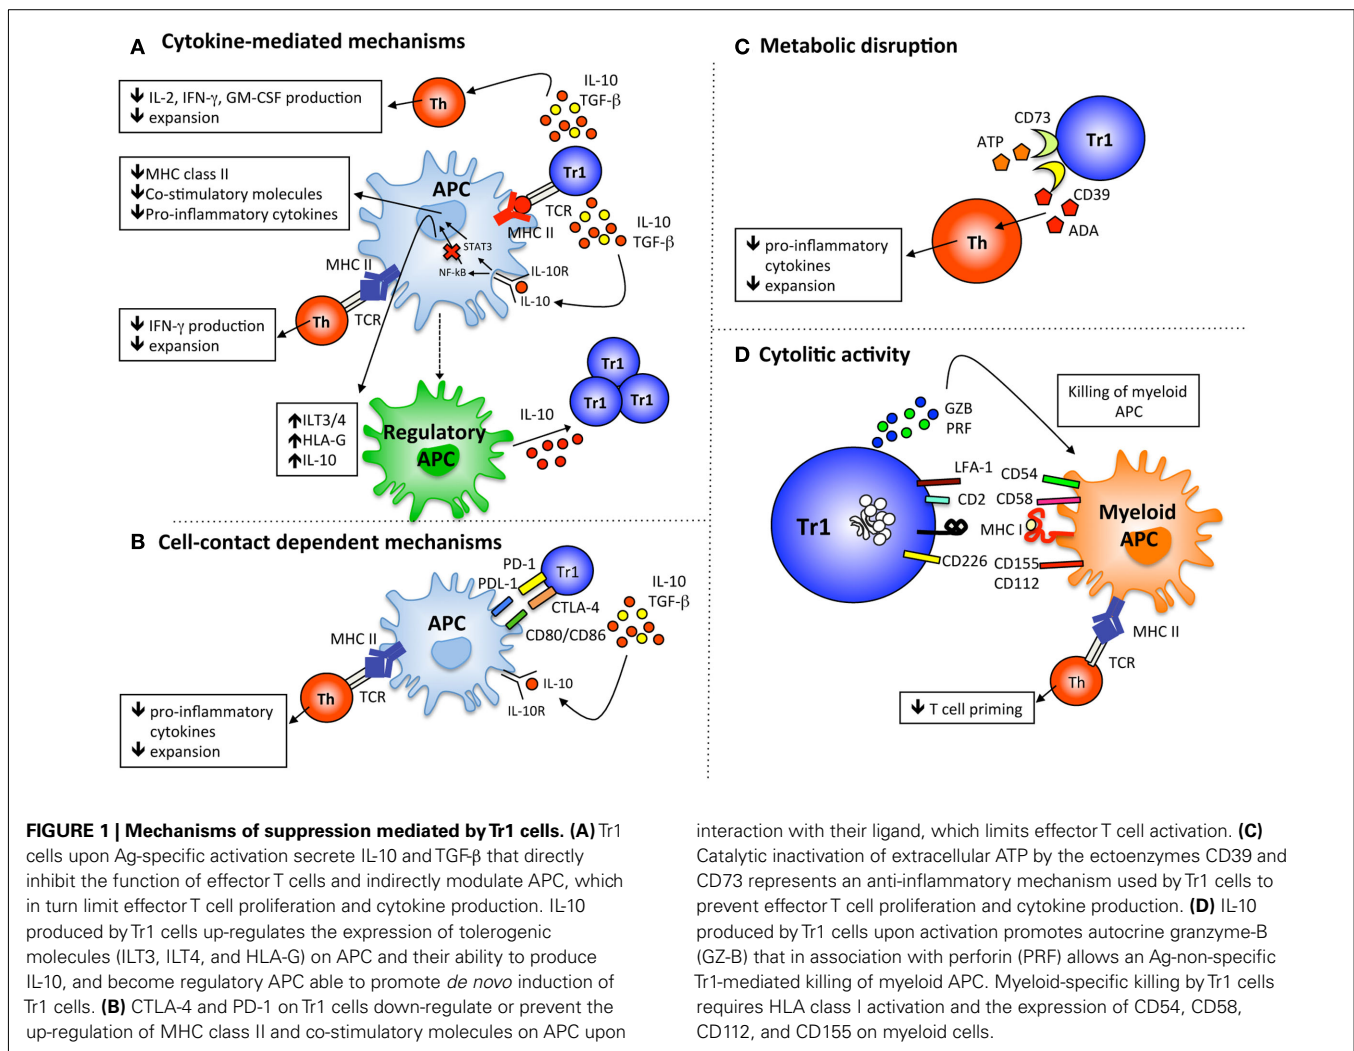 A Cytokine-mediated mechanisms
IL-10
TGF-β
🡳 IL-2, IFN-γ, GM-CSF production
🡳 expansion
Th
🡳MHC class II
🡳Co-stimulatory molecules
🡳Pro-inflammatory cytokines
APC
Tr1
TCR
MHC II
IL-10
TGF-β
STAT3
NF-kB
IL-10R
IL-10
MHC II
TCR
Th
🡳 IFN-γ production
🡳 expansion
🡱ILT3/4
🡱HLA-G
🡱IL-10
Regulatory
APC
IL-10
Tr1
Tr1
Tr1
B Cell-contact dependent mechanisms
PD-1
PDL-1
Tr1
CTLA-4
CD80/CD86
IL-10
TGF-β
APC
MHC II
TCR
Th
IL-10
IL-10R
🡳 pro-inflammatory
cytokines
🡳 expansion
C Metabolic disruption
CD73
ATP
Tr1
CD39
ADA
Th
🡳 pro-inflammatory
cytokines
🡳 expansion
D Cytolitic activity
Killing of myeloid
APC
GZB
PRF
LFA-1
CD54
CD2
CD58
MHC I
CD226
CD155
CD112
Tr1
Myeloid
APC
MHC II
TCR
Th
🡳 T cell priming
FIGURE 1 | Mechanisms of suppression mediated by Tr1 cells. (A) Tr1
cells upon Ag-specific activation secrete IL-10 and TGF-β that directly
inhibit the function of effector T cells and indirectly modulate APC, which
in turn limit effector T cell proliferation and cytokine production. IL-10
produced by Tr1 cells up-regulates the expression of tolerogenic
molecules (ILT3, ILT4, and HLA-G) on APC and their ability to produce
IL-10, and become regulatory APC able to promote de novo induction of
Tr1 cells. (B) CTLA-4 and PD-1 on Tr1 cells down-regulate or prevent the
up-regulation of MHC class II and co-stimulatory molecules on APC upon
interaction with their ligand, which limits effector T cell activation. (C)
Catalytic inactivation of extracellular ATP by the ectoenzymes CD39 and
CD73 represents an anti-inflammatory mechanism used by Tr1 cells to
prevent effector T cell proliferation and cytokine production. (D) IL-10
produced by Tr1 cells upon activation promotes autocrine granzyme-B
(GZ-B) that in association with perforin (PRF) allows an Ag-non-specific
Tr1-mediated killing of myeloid APC. Myeloid-specific killing by Tr1 cells
requires HLA class I activation and the expression of CD54, CD58,
CD112, and CD155 on myeloid cells.